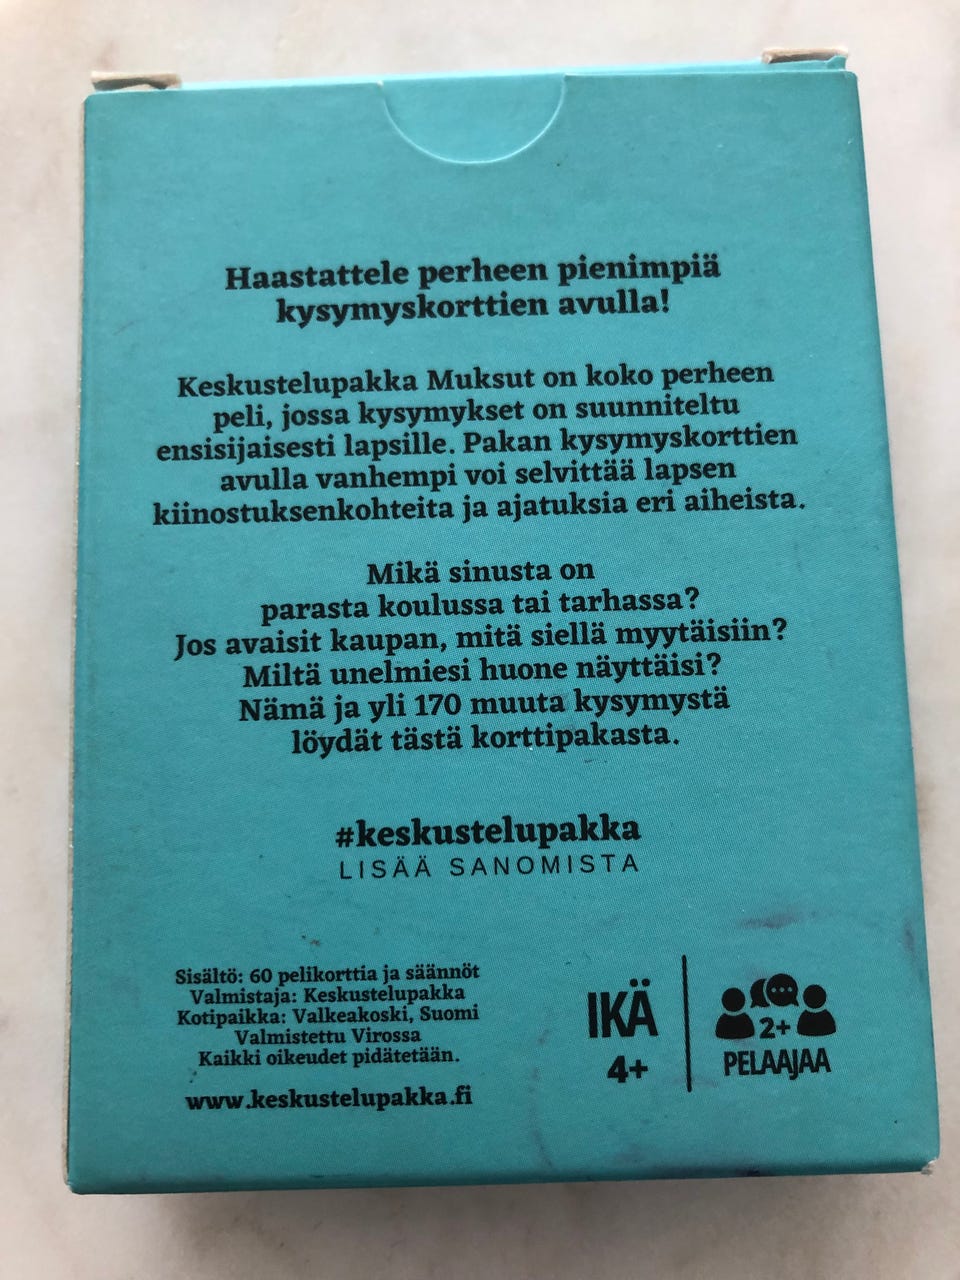 Haastattele perheen pienimpiä
kysymyskorttien avulla!
Keskustelupakka Muksut on koko perheen
peli, jossa kysymykset on suunniteltu
ensisijaisesti lapsille. Pakan kysymyskorttien
avulla vanhempi voi selvittää lapsen
kiinostuksenkohteita ja ajatuksia eri aiheista.
Mikä sinusta on
parasta koulussa tai tarhassa?
Jos avaisit kaupan, mitä siellä myytäisiin?
Miltä unelmiesi huone näyttäisi?
Nämä ja yli 170 muuta kysymystä
löydät tästä korttipakasta.
#keskustelupakka
LISÄÄ SANOMISTA
Sisältö: 60 pelikorttia ja säännöt
Valmistaja: Keskustelupakka
Kotipaikka: Valkeakoski, Suomi
Valmistettu Virossa
Kaikki oikeudet pidätetään.
www.keskustelupakka.fi
IKÄ
4+
2+
PELAAJAA